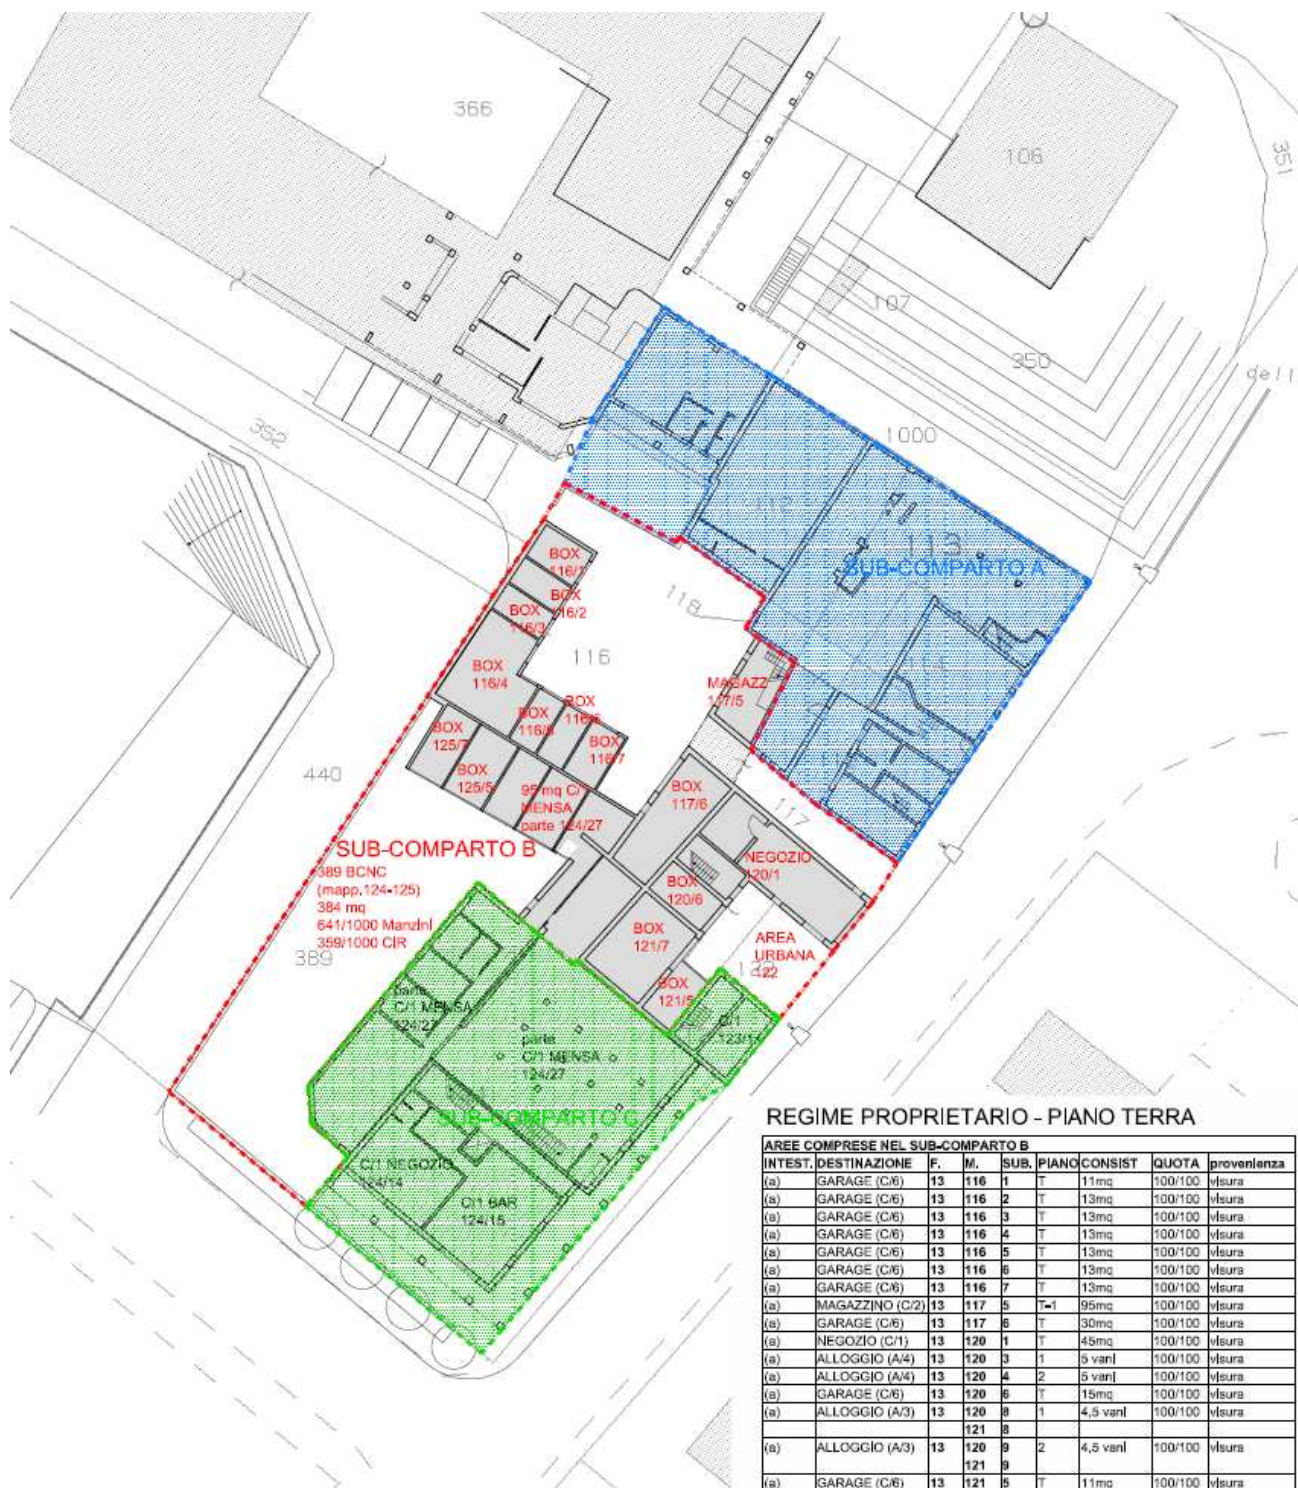 366
106
351
107
350
dell
352
1000
112
113
SUB-COMPARTO A
BOX
116/1
BOX
116/2
BOX
116/3
118
116
BOX
116/4
MAGAZZ
117/5
BOX
BOX
BOX
116/7
BOX
125/7
BOX
125/5
440
95 mq C/1
MENSA
parte 124/27
BOX
117/6
117
SUB-COMPARTO B
389 BCNC
(mapp.124-125)
384 mq
641/1000 Manzini
359/1000 CIR
389
NEGOZIO
120/1
BOX
120/6
BOX
121/7
AREA
URBANA
122
BOX
121/5
parte
C/1 MENSA
124/27
parte
C/1 MENSA
124/27
C/1
SUB-COMPARTO C
C/1 NEGOZIO
124/14
C/1 BAR
124/15
REGIME PROPRIETARIO - PIANO TERRA
AREE COMPRESE NEL SUB-COMPARTO B
INTEST. DESTINAZIONE F. M. SUB. PIANO CONSIST QUOTA provenienza
(a) GARAGE (C/6) 13 116 1 T 11mq 100/100 visura
(a) GARAGE (C/6) 13 116 2 T 13mq 100/100 visura
(a) GARAGE (C/6) 13 116 3 T 13mq 100/100 visura
(a) GARAGE (C/6) 13 116 4 T 13mq 100/100 visura
(a) GARAGE (C/6) 13 116 5 T 13mq 100/100 visura
(a) GARAGE (C/6) 13 116 6 T 13mq 100/100 visura
(a) GARAGE (C/6) 13 116 7 T 13mq 100/100 visura
(a) MAGAZZINO (C/2) 13 117 5 T-1 95mq 100/100 visura
(a) GARAGE (C/6) 13 117 6 T 30mq 100/100 visura
(a) NEGOZIO (C/1) 13 120 1 T 45mq 100/100 visura
(a) ALLOGGIO (A/4) 13 120 3 1 5 vani 100/100 visura
(a) ALLOGGIO (A/4) 13 120 4 2 5 vani 100/100 visura
(a) GARAGE (C/6) 13 120 6 T 15mq 100/100 visura
(a) ALLOGGIO (A/3) 13 120 8 1 4,5 vani 100/100 visura
121 8
(a) ALLOGGIO (A/3) 13 120 9 2 4,5 vani 100/100 visura
121 9
(a) GARAGE (C/6) 13 121 5 T 11mq 100/100 visura